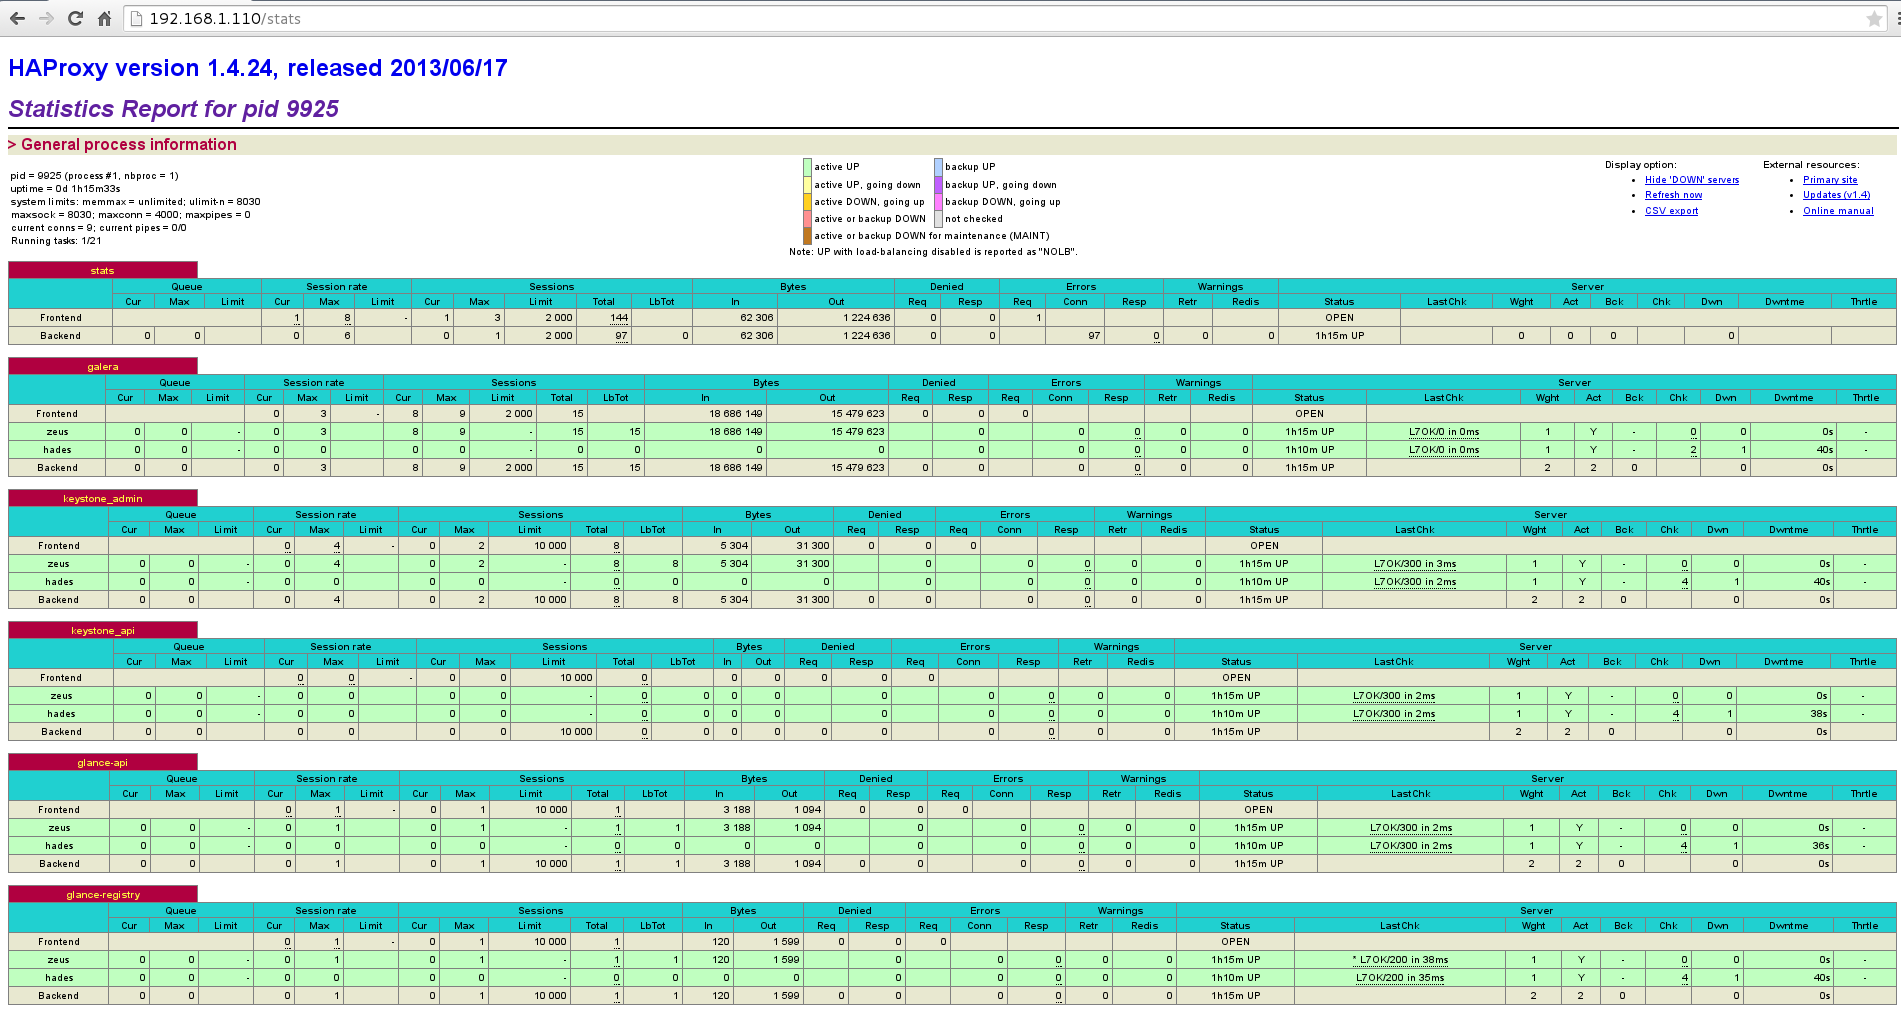 192.168.1.110/stats
HAProxy version 1.4.24, released 2013/06/17
Statistics Report for pid 9925
> General process information
pid = 9925 (process #1, nbproc = 1)
uptime = 0d 1h15m33s
system limits: memmax = unlimited; ulimit-n = 8030
maxsock = 8030; maxconn = 4000; maxpipes = 0
current conns = 9; current pipes = 0/0
Running tasks: 1/21
active UP backup UP
active UP, going down backup UP, going down
active DOWN, going up backup DOWN, going up
active or backup DOWN not checked
active or backup DOWN for maintenance (MAINT)
Note: UP with load-balancing disabled is reported as "NOLB".
Display option:
• Hide 'DOWN' servers
• Refresh now
• CSV export
External resources:
• Primary site
• Updates (v1.4)
• Online manual
stats
Queue Session rate Sessions Bytes Denied Errors Warnings Server
Cur Max Limit Cur Max Limit Cur Max Limit Total LbTot In Out Req Resp Req Conn Resp Retr Redis Status LastChk Wght Act Bck Chk Dwn Dwntme Thrtle
Frontend 1 8 - 1 3 2 000 144 62 306 1 224 636 0 0 1 OPEN
Backend 0 0 0 6 0 1 2 000 97 0 62 306 1 224 636 0 0 97 0 0 0 1h15m UP 0 0 0 0
galera
Queue Session rate Sessions Bytes Denied Errors Warnings Server
Cur Max Limit Cur Max Limit Cur Max Limit Total LbTot In Out Req Resp Req Conn Resp Retr Redis Status LastChk Wght Act Bck Chk Dwn Dwntme Thrtle
Frontend 0 3 - 8 9 2 000 15 18 686 149 15 479 623 0 0 0 OPEN
zeus 0 0 - 0 3 8 9 - 15 15 18 686 149 15 479 623 0 0 0 0 0 1h15m UP L7OK/0 in 0ms 1 Y - 0 0 0s -
hades 0 0 - 0 0 0 0 - 0 0 0 0 0 0 0 0 0 1h10m UP L7OK/0 in 0ms 1 Y - 2 1 40s -
Backend 0 0 0 3 8 9 2 000 15 15 18 686 149 15 479 623 0 0 0 0 0 0 1h15m UP 2 2 0 0 0s
keystone_admin
Queue Session rate Sessions Bytes Denied Errors Warnings Server
Cur Max Limit Cur Max Limit Cur Max Limit Total LbTot In Out Req Resp Req Conn Resp Retr Redis Status LastChk Wght Act Bck Chk Dwn Dwntme Thrtle
Frontend 0 4 - 0 2 10 000 8 5 304 31 300 0 0 0 OPEN
zeus 0 0 - 0 4 0 2 - 8 8 5 304 31 300 0 0 0 0 0 1h15m UP L7OK/300 in 3ms 1 Y - 0 0 0s -
hades 0 0 - 0 0 0 0 - 0 0 0 0 0 0 0 0 0 1h10m UP L7OK/300 in 2ms 1 Y - 4 1 40s -
Backend 0 0 0 4 0 2 10 000 8 8 5 304 31 300 0 0 0 0 0 0 1h15m UP 2 2 0 0 0s
keystone_api
Queue Session rate Sessions Bytes Denied Errors Warnings Server
Cur Max Limit Cur Max Limit Cur Max Limit Total LbTot In Out Req Resp Req Conn Resp Retr Redis Status LastChk Wght Act Bck Chk Dwn Dwntme Thrtle
Frontend 0 0 - 0 0 10 000 0 0 0 0 0 0 OPEN
zeus 0 0 - 0 0 0 0 - 0 0 0 0 0 0 0 0 0 1h15m UP L7OK/300 in 2ms 1 Y - 0 0 0s -
hades 0 0 - 0 0 0 0 - 0 0 0 0 0 0 0 0 0 1h10m UP L7OK/300 in 2ms 1 Y - 4 1 38s -
Backend 0 0 0 0 0 0 10 000 0 0 0 0 0 0 0 0 0 0 1h15m UP 2 2 0 0 0s
glance-api
Queue Session rate Sessions Bytes Denied Errors Warnings Server
Cur Max Limit Cur Max Limit Cur Max Limit Total LbTot In Out Req Resp Req Conn Resp Retr Redis Status LastChk Wght Act Bck Chk Dwn Dwntme Thrtle
Frontend 0 1 - 0 1 10 000 1 3 188 1 094 0 0 0 OPEN
zeus 0 0 - 0 1 0 1 - 1 1 3 188 1 094 0 0 0 0 0 1h15m UP L7OK/300 in 2ms 1 Y - 0 0 0s -
hades 0 0 - 0 0 0 0 - 0 0 0 0 0 0 0 0 0 1h10m UP L7OK/300 in 2ms 1 Y - 4 1 36s -
Backend 0 0 0 1 0 1 10 000 1 1 3 188 1 094 0 0 0 0 0 0 1h15m UP 2 2 0 0 0s
glance-registry
Queue Session rate Sessions Bytes Denied Errors Warnings Server
Cur Max Limit Cur Max Limit Cur Max Limit Total LbTot In Out Req Resp Req Conn Resp Retr Redis Status LastChk Wght Act Bck Chk Dwn Dwntme Thrtle
Frontend 0 1 - 0 1 10 000 1 120 1 599 0 0 0 OPEN
zeus 0 0 - 0 1 0 1 - 1 1 120 1 599 0 0 0 0 0 1h15m UP * L7OK/200 in 38ms 1 Y - 0 0 0s -
hades 0 0 - 0 0 0 0 - 0 0 0 0 0 0 0 0 0 1h10m UP L7OK/200 in 35ms 1 Y - 4 1 40s -
Backend 0 0 0 1 0 1 10 000 1 1 120 1 599 0 0 0 0 0 0 1h15m UP 2 2 0 0 0s